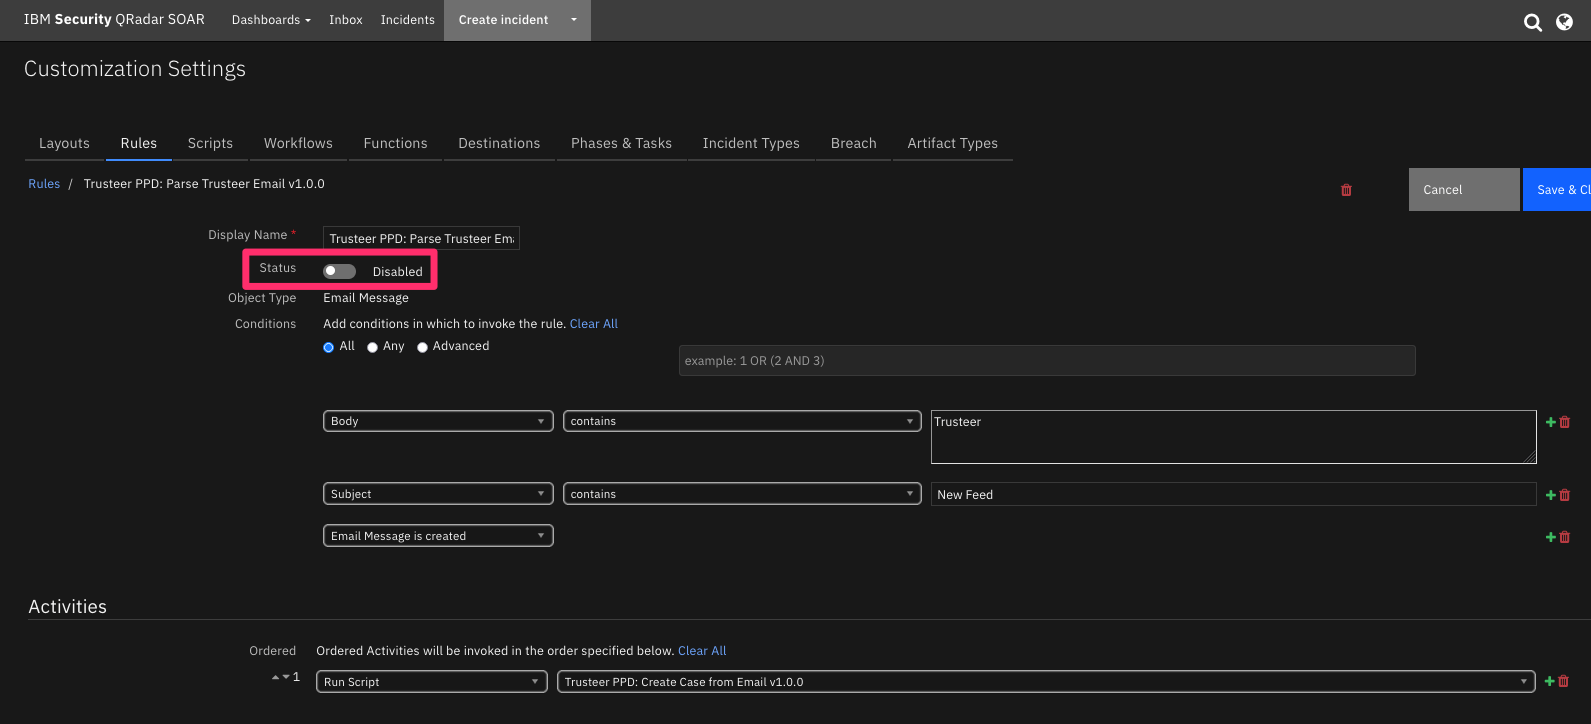 IBM Security QRadar SOAR Dashboards Inbox Incidents Create incident
Customization Settings
Layouts Rules Scripts Workflows Functions Destinations Phases & Tasks Incident Types Breach Artifact Types
Rules / Trusteer PPD: Parse Trusteer Email v1.0.0
Cancel Save & Cl
Display Name * Trusteer PPD: Parse Trusteer Em
Status Disabled
Object Type Email Message
Conditions Add conditions in which to invoke the rule. Clear All
All Any Advanced
example: 1 OR (2 AND 3)
Body contains Trusteer
Subject contains New Feed
Email Message is created
Activities
Ordered Ordered Activities will be invoked in the order specified below. Clear All
1 Run Script Trusteer PPD: Create Case from Email v1.0.0